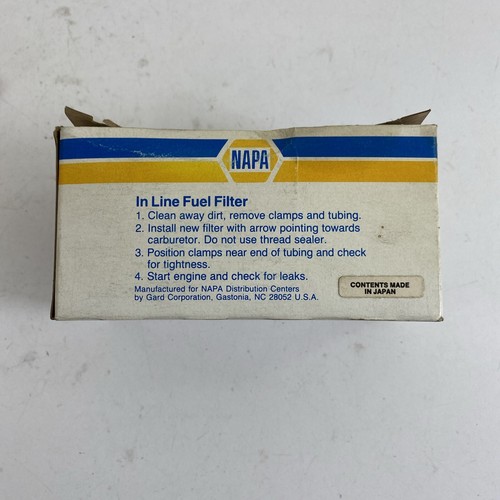 NAPA
In Line Fuel Filter
1. Clean away dirt, remove clamps and tubing.
2. Install new filter with arrow pointing towards
carburetor. Do not use thread sealer.
3. Position clamps near end of tubing and check
for tightness.
4. Start engine and check for leaks.
Manufactured for NAPA Distribution Centers
by Gard Corporation, Gastonia, NC 28052 U.S.A.
CONTENTS MADE
IN JAPAN